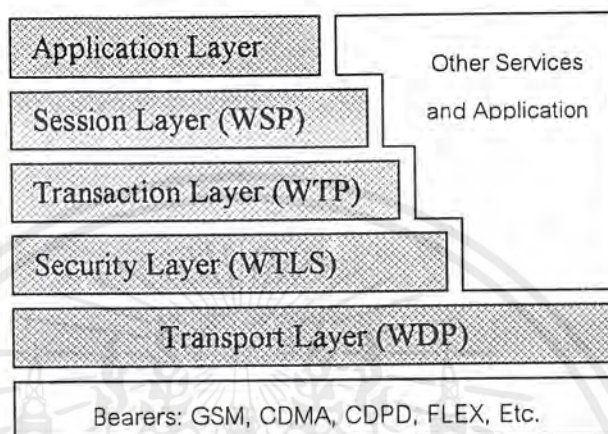 Application Layer
Other Services
and Application
Session Layer (WSP)
Transaction Layer (WTP)
Security Layer (WTLS)
Transport Layer (WDP)
Bearers: GSM, CDMA, CDPD, FLEX, Etc.